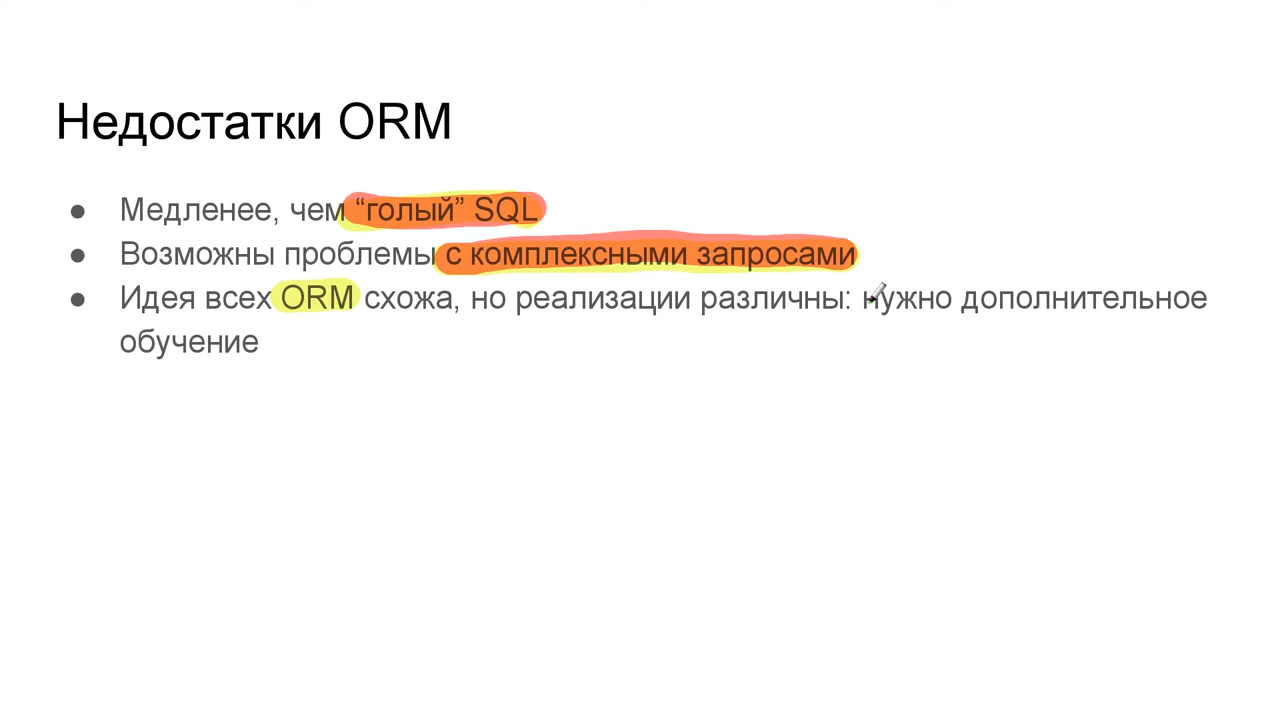 Недостатки ORM
● Медленее, чем “голый” SQL
● Возможны проблемы с комплексными запросами
● Идея всех ORM схожа, но реализации различны: нужно дополнительное
обучение